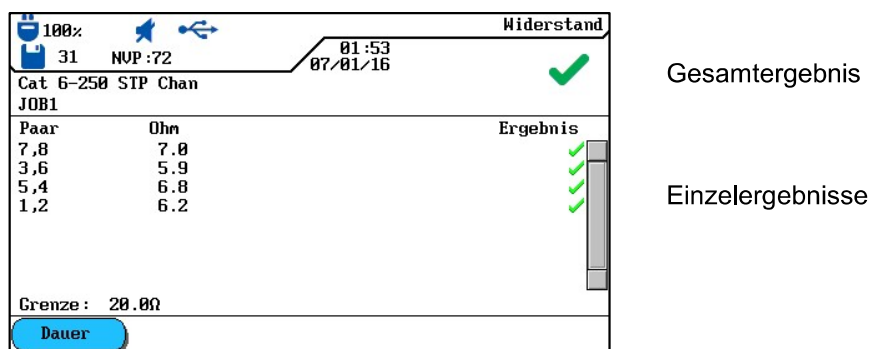 100% Widerstand
31 NVP:72 01:53
07/01/16
Cat 6-250 STP Chan
JOB1
Gesamtergebnis
Paar Ohm Ergebnis
7,8 7.0
3,6 5.9
5,4 6.8
1,2 6.2
Einzelergebnisse
Grenze: 20.0Ω
Dauer